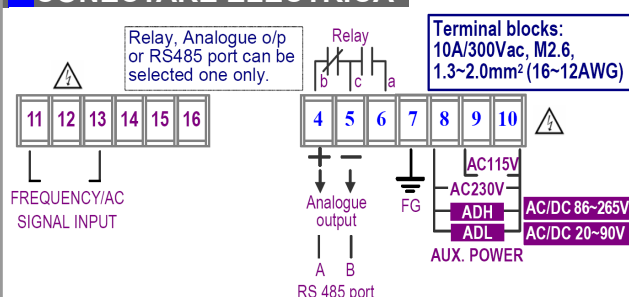 CONECTARE ELECTRICA
Relay, Analogue o/p
or RS485 port can be
selected one only.
Relay
b c a
Terminal blocks:
10A/300Vac, M2.6,
1.3~2.0mm² (16~12AWG)
11 12 13 14 15 16
4 5 6 7 8 9 10
FREQUENCY/AC
SIGNAL INPUT
+ −
Analogue
output
A B
RS 485 port
FG
AC115V
AC230V
ADH AC/DC 86~265V
ADL AC/DC 20~90V
AUX. POWER